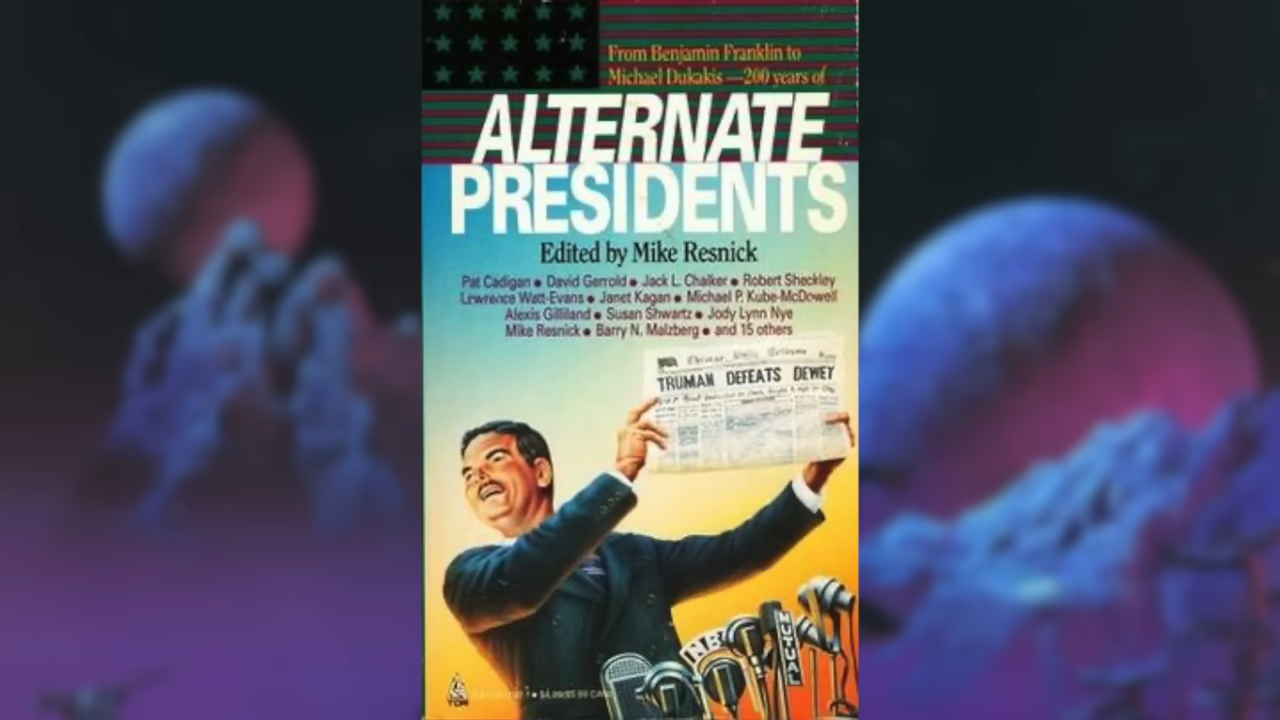 From Benjamin Franklin to
Michael Dukakis—200 years of
ALTERNATE
PRESIDENTS
Edited by Mike Resnick
Pat Cadigan • David Gerrold • Jack L. Chalker • Robert Sheckley
Lawrence Watt-Evans • Janet Kagan • Michael P. Kube-McDowell
Alexis Gilliland • Susan Shwartz • Jody Lynn Nye
Mike Resnick • Barry N. Malzberg • and 15 others
TRUMAN DEFEATS DEWEY
NB
MUTUAL
TOR